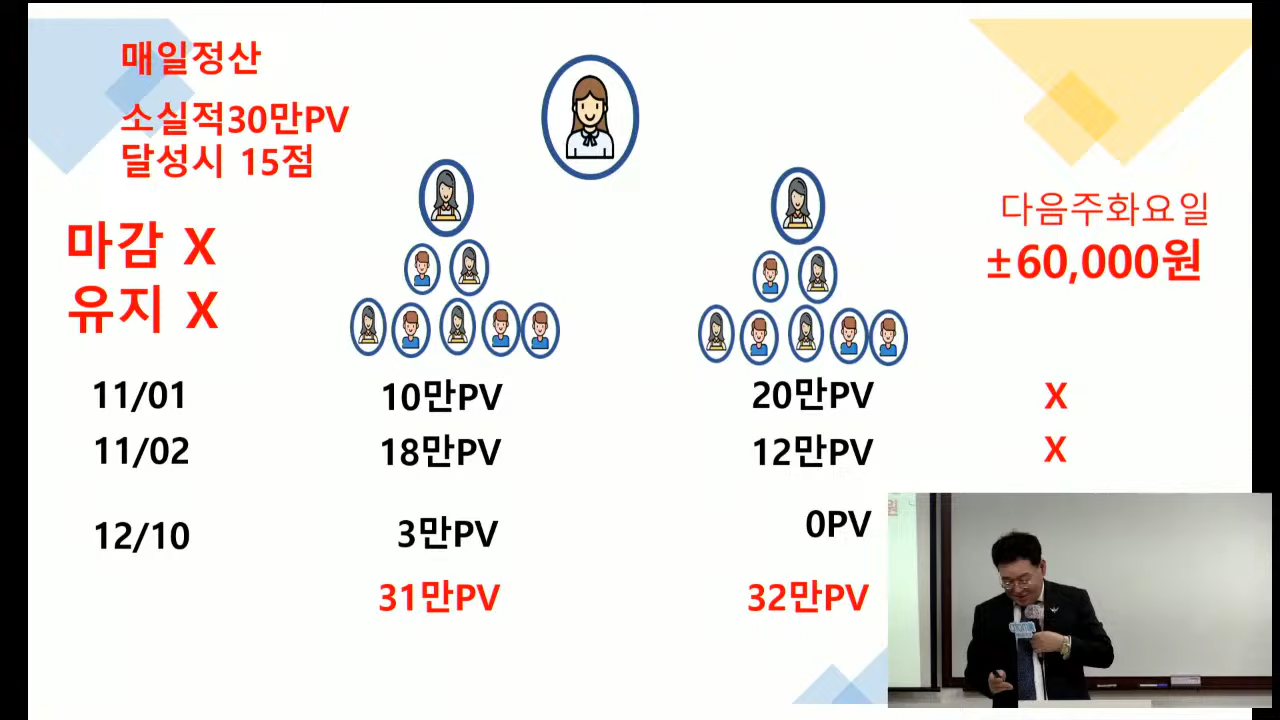 매일정산
소실적30만PV
달성시 15점
마감 X
유지 X
다음주화요일
±60,000원
11/01 10만PV 20만PV X
11/02 18만PV 12만PV X
12/10 3만PV 0PV
31만PV 32만PV
원